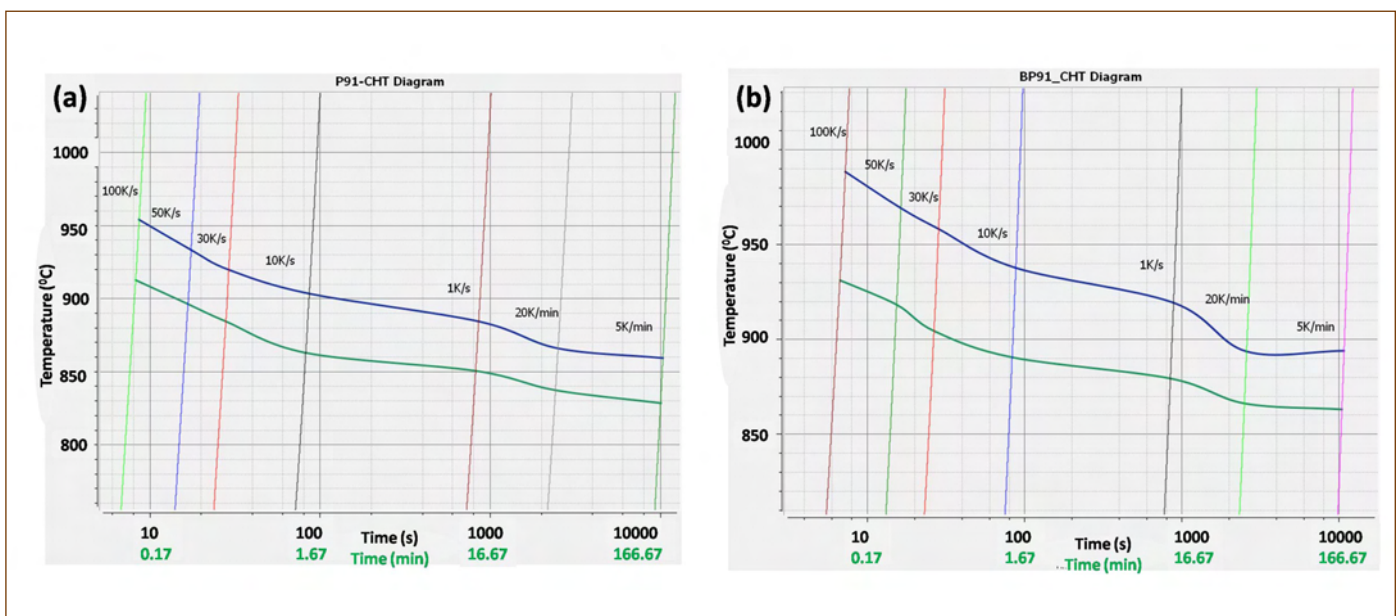 (a)
P91-CHT Diagram
1000
950
900
850
800
Temperature (⁰C)
100K/s
50K/s
30K/s
10K/s
1K/s
20K/min
5K/min
10 100 1000 10000
Time (s)
0.17 1.67 16.67 166.67
Time (min)
(b)
BP91_CHT Diagram
1000
950
900
850
Temperature (⁰C)
100K/s
50K/s
30K/s
10K/s
1K/s
20K/min
5K/min
10 100 1000 10000
Time (s)
0.17 1.67 16.67 166.67
Time (min)